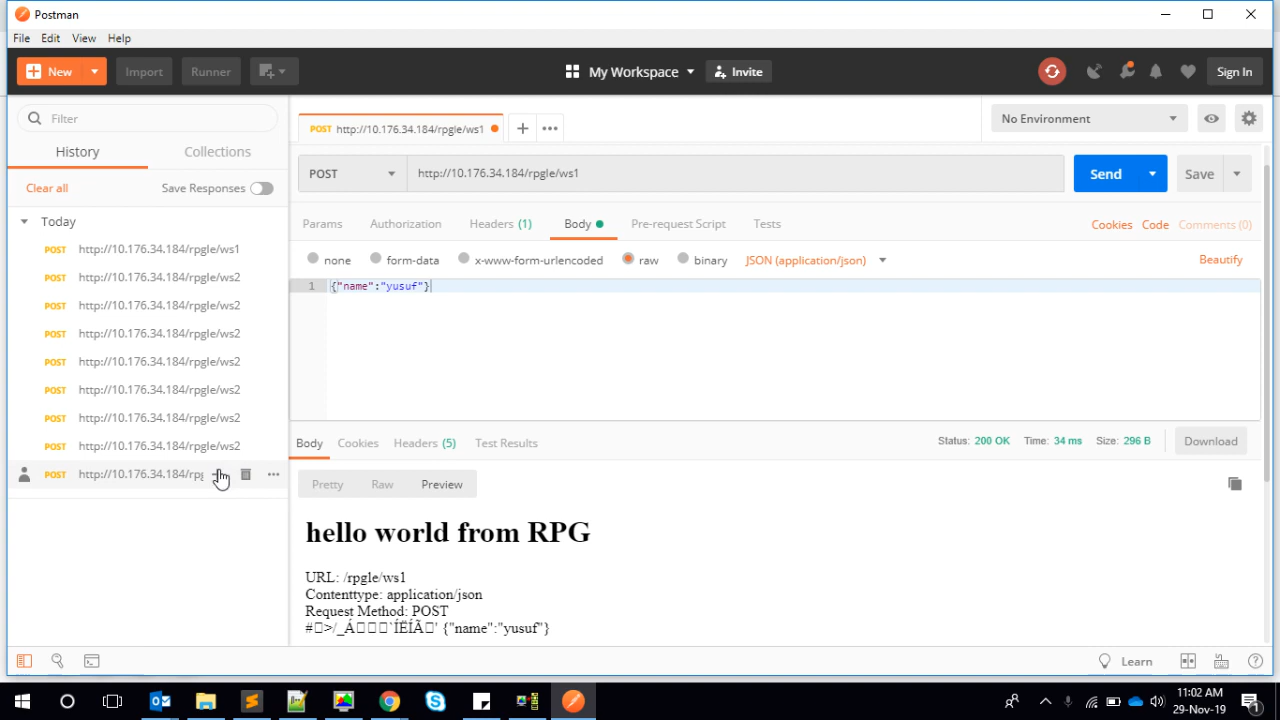 Postman
File Edit View Help
New Import Runner My Workspace Invite Sign In
Filter
History Collections
Clear all Save Responses
Today
POST http://10.176.34.184/rpgle/ws1
POST http://10.176.34.184/rpgle/ws2
POST http://10.176.34.184/rpgle/ws2
POST http://10.176.34.184/rpgle/ws2
POST http://10.176.34.184/rpgle/ws2
POST http://10.176.34.184/rpgle/ws2
POST http://10.176.34.184/rpgle/ws2
POST http://10.176.34.184/rpgle/ws2
POST http://10.176.34.184/rpg
POST http://10.176.34.184/rpgle/ws1
No Environment
POST http://10.176.34.184/rpgle/ws1 Send Save
Params Authorization Headers (1) Body Pre-request Script Tests Cookies Code Comments (0)
none form-data x-www-form-urlencoded raw binary JSON (application/json) Beautify
1 {"name":"yusuf"}
Body Cookies Headers (5) Test Results Status: 200 OK Time: 34 ms Size: 296 B Download
Pretty Raw Preview
hello world from RPG
URL: /rpgle/ws1
Contenttype: application/json
Request Method: POST
{"name":"yusuf"}
Learn
11:02 AM
29-Nov-19
1